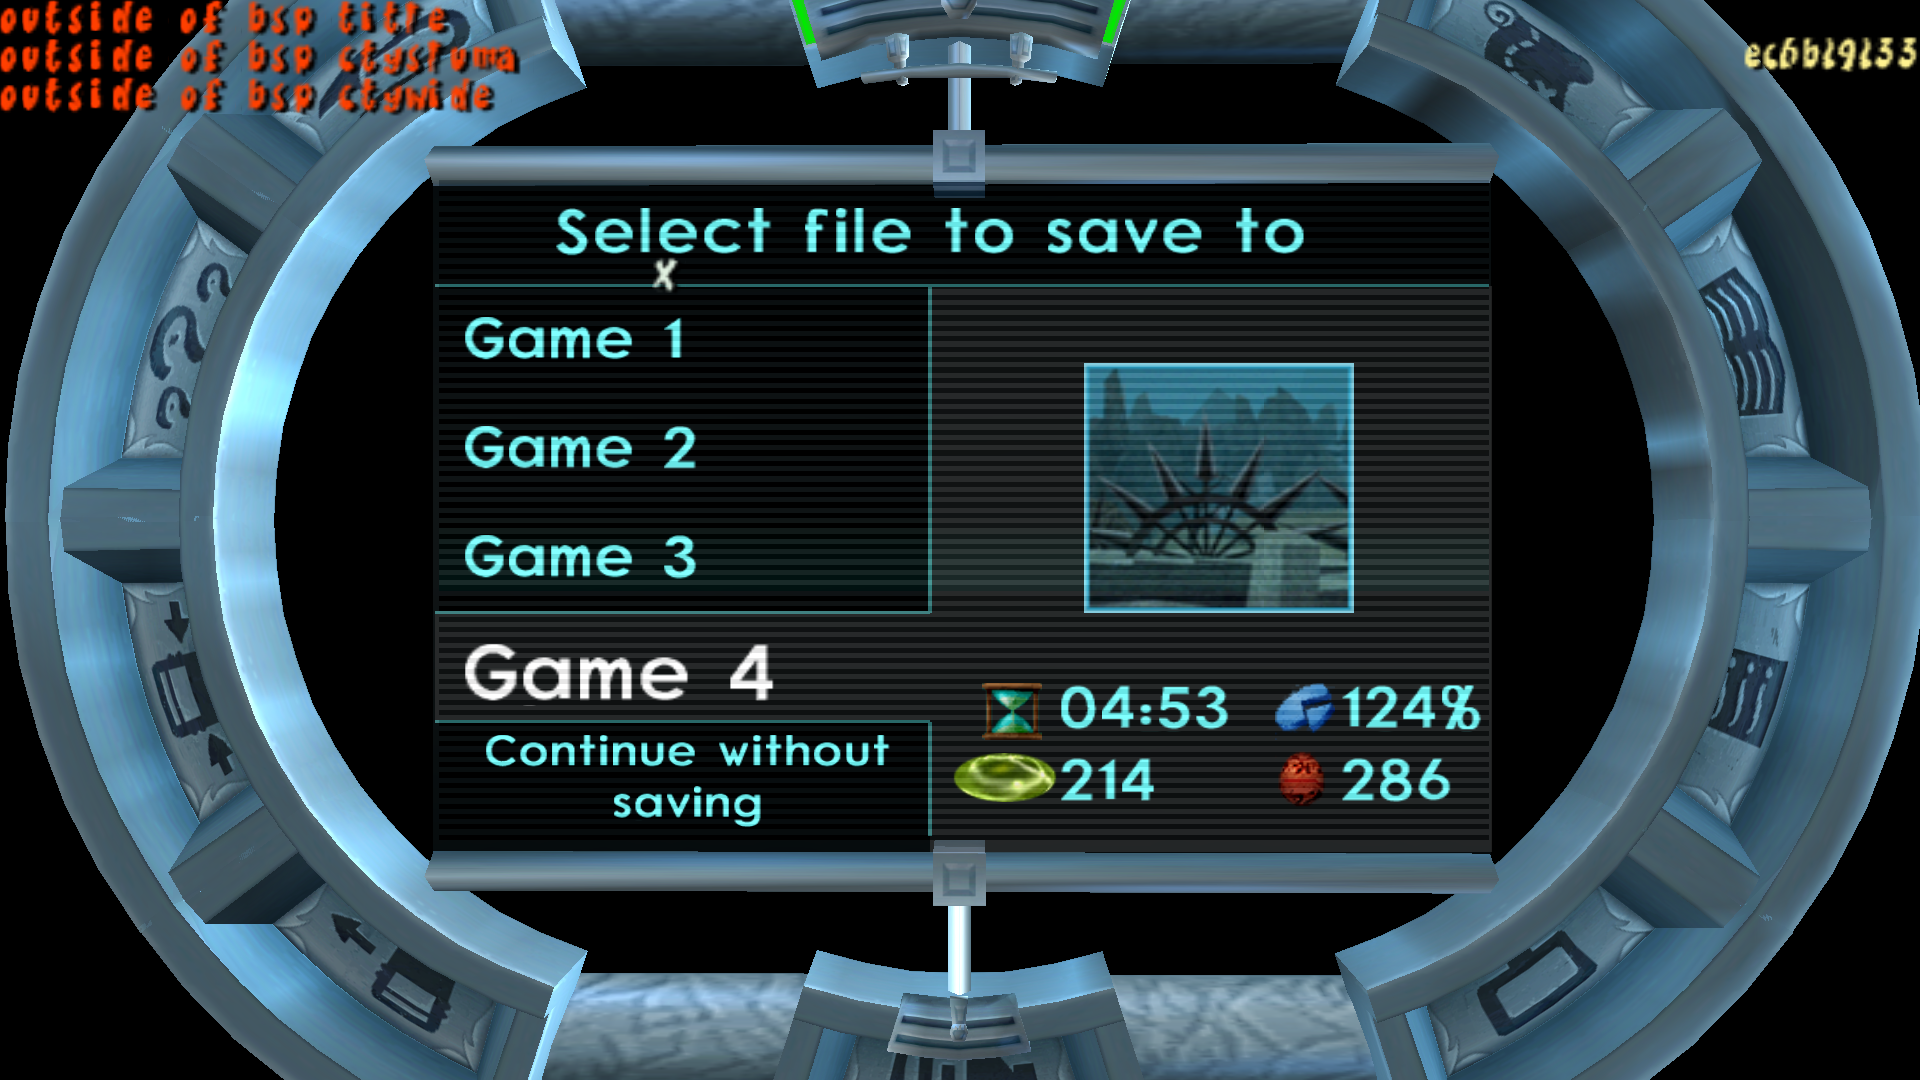 outside of bsp title
outside of bsp ctysluma
outside of bsp ctywide
Select file to save to
x
Game 1
Game 2
Game 3
Game 4
Continue without
saving
04:53
124%
214
286